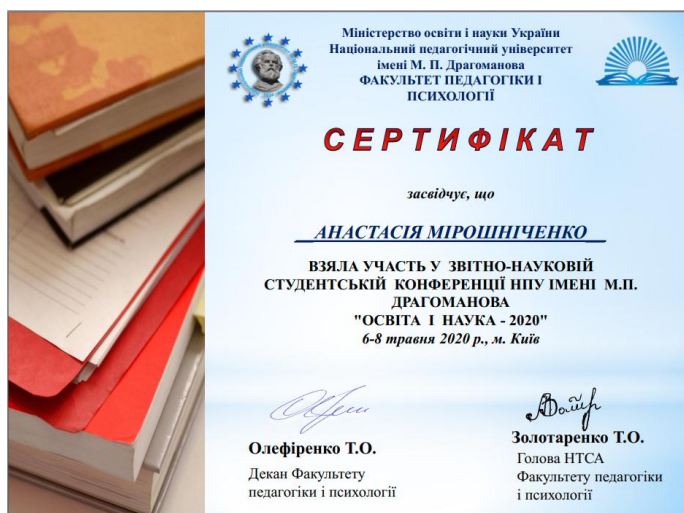 Міністерство освіти і науки України
Національний педагогічний університет
імені М. П. Драгоманова
ФАКУЛЬТЕТ ПЕДАГОГІКИ І
ПСИХОЛОГІЇ
СЕРТИФІКАТ
засвідчує, що
__АНАСТАСІЯ МІРОШНІЧЕНКО__
ВЗЯЛА УЧАСТЬ У ЗВІТНО-НАУКОВІЙ
СТУДЕНТСЬКІЙ КОНФЕРЕНЦІЇ НПУ ІМЕНІ М.П.
ДРАГОМАНОВА
"ОСВІТА І НАУКА - 2020"
6-8 травня 2020 р., м. Київ
Олефіренко Т.О.
Декан Факультету
педагогіки і психології
Золотаренко Т.О.
Голова НТСА
Факультету педагогіки
і психології